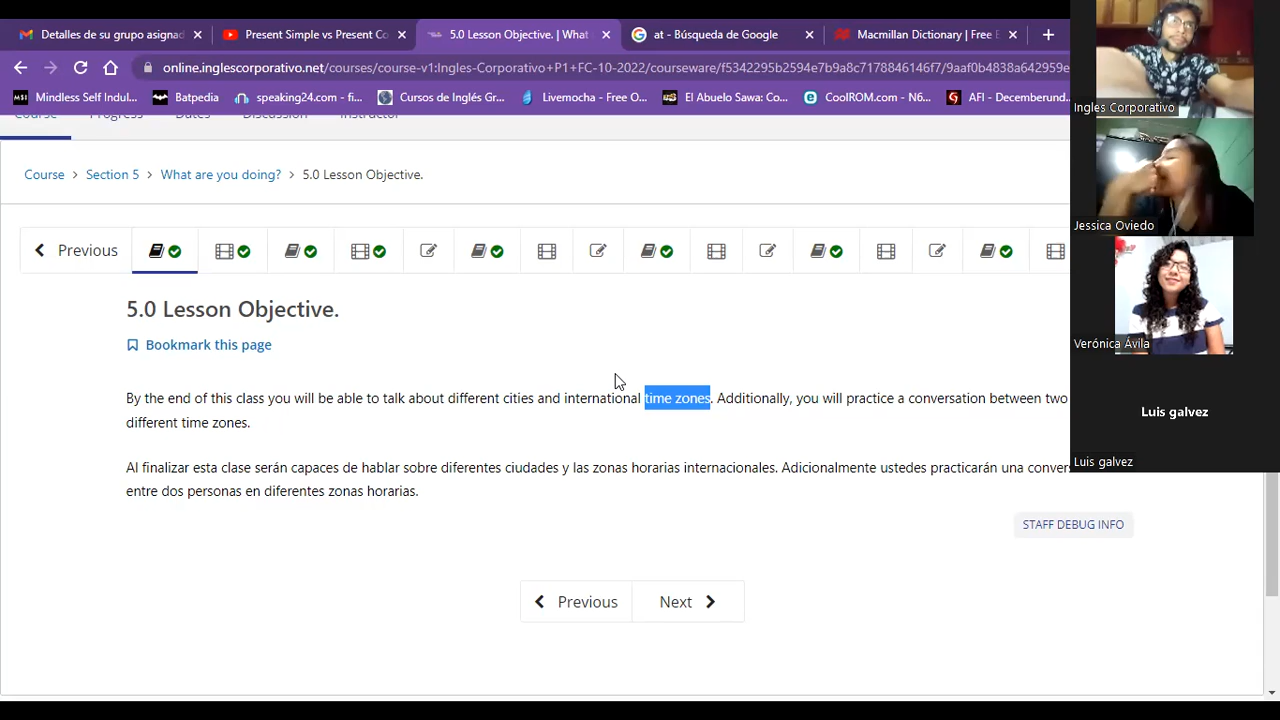 Detalles de su grupo asignad
Present Simple vs Present Co
5.0 Lesson Objective. | What
at - Búsqueda de Google
Macmillan Dictionary | Free E
online.inglescorporativo.net/courses/course-v1:Ingles-Corporativo+P1+FC-10-2022/courseware/f5342295b2594e7b9a8c7178846146f7/9eaf0b4838a642959e
Mindless Self Indul...
Batpedia
speaking24.com - fi...
Cursos de Inglés Gr...
Livemocha - Free O...
El Abuelo Sawa: Co...
CoolROM.com - N6...
AFI - Decemberund
Course
Progress
Dates
Discussion
Instructor
Course > Section 5 > What are you doing? > 5.0 Lesson Objective.
Previous
5.0 Lesson Objective.
Bookmark this page
By the end of this class you will be able to talk about different cities and international time zones. Additionally, you will practice a conversation between two
different time zones.
Al finalizar esta clase serán capaces de hablar sobre diferentes ciudades y las zonas horarias internacionales. Adicionalmente ustedes practicarán una conver
entre dos personas en diferentes zonas horarias.
STAFF DEBUG INFO
Previous
Next
Ingles Corporativo
Jessica Oviedo
Verónica Ávila
Luis galvez
Luis galvez